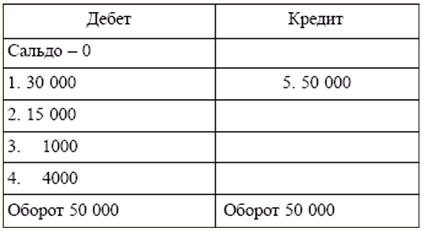 Дебет Кредит
Сальдо – 0
1. 30 000 5. 50 000
2. 15 000
3. 1000
4. 4000
Оборот 50 000 Оборот 50 000